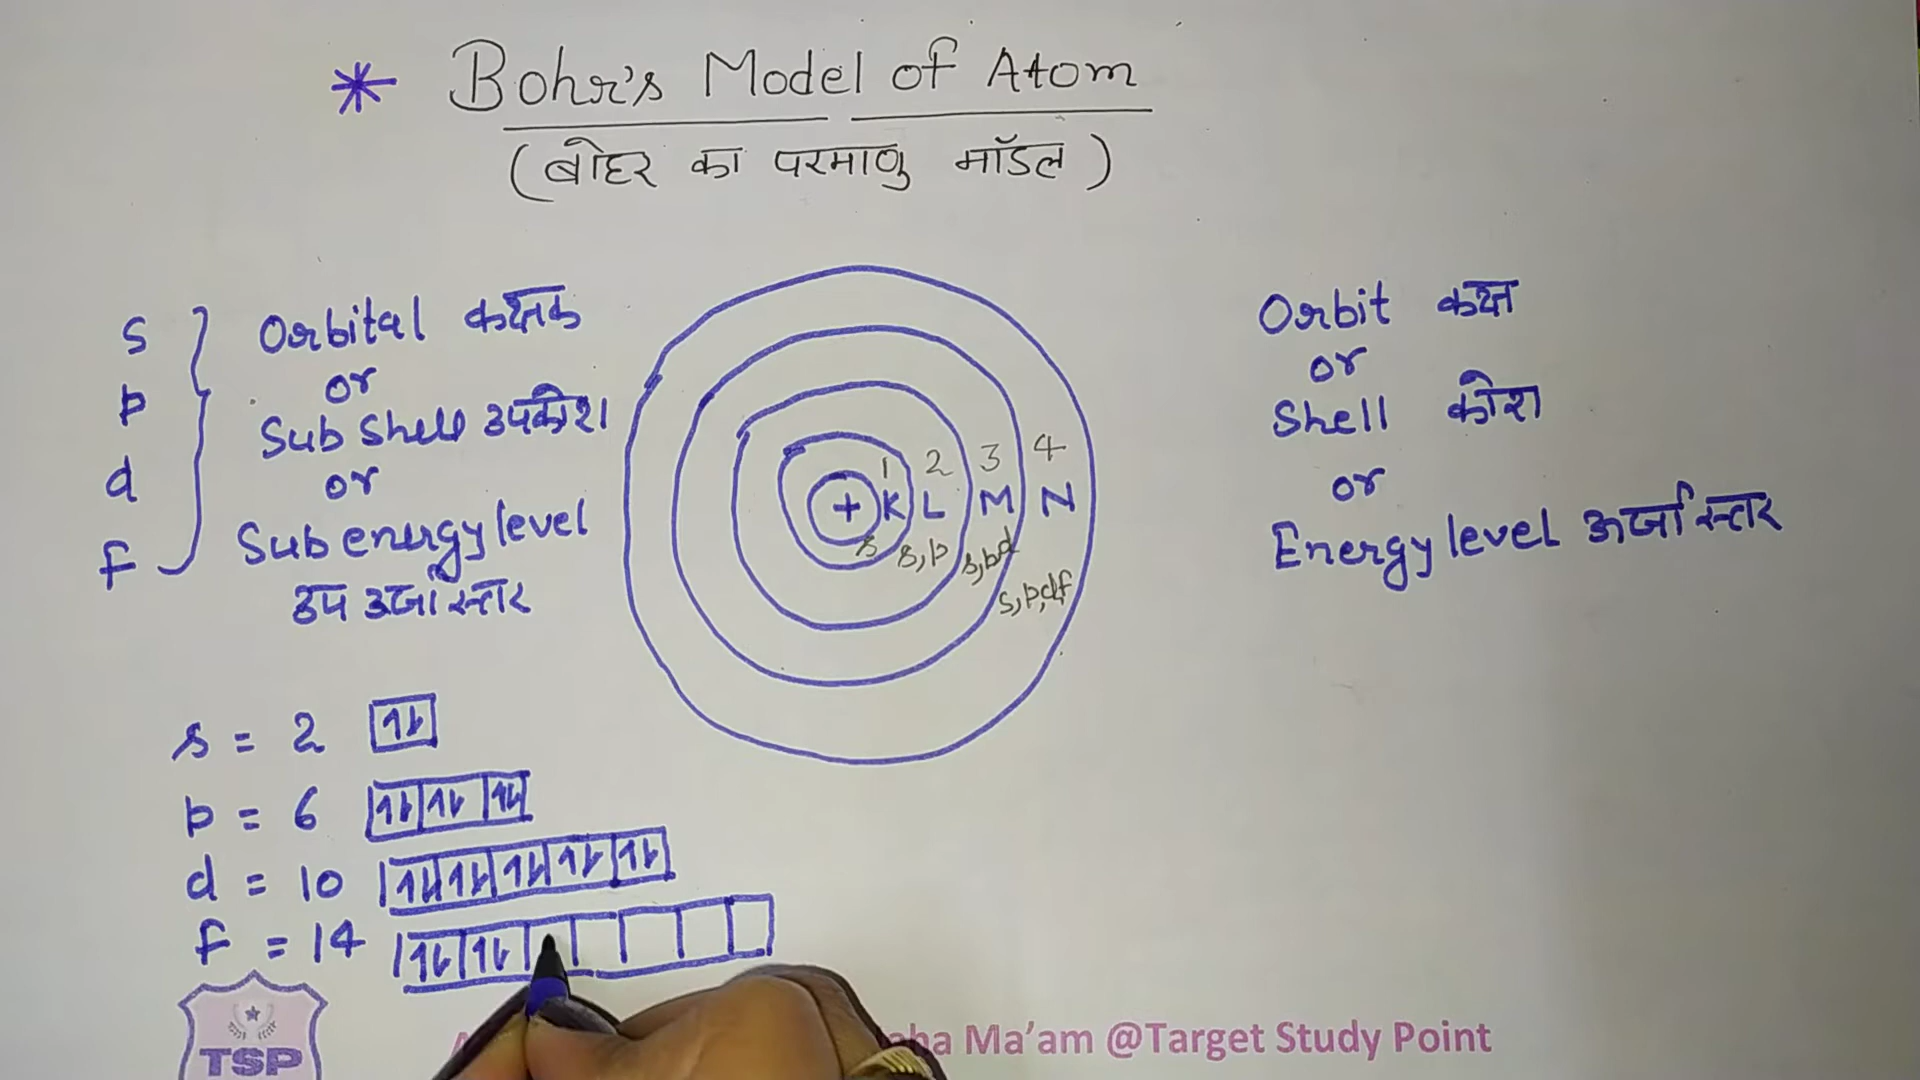 * Bohr's Model of Atom
(बोहर का परमाणु मॉडल)
s
p
d
f
Orbital कक्षक
or
Sub shell उपकोश
or
Sub energy level
उप ऊर्जा स्तर
1 2 3 4
+ K L M N
s s,p s,p,d
s,p,d,f
Orbit कक्ष
or
Shell कोश
or
Energy level ऊर्जा स्तर
s = 2 ↿⇂
p = 6 ↿⇂ ↿⇂ ↿⇂
d = 10 ↿⇂ ↿⇂ ↿⇂ ↿⇂ ↿⇂
f = 14 ↿⇂ ↿⇂
TSP
Ma'am @Target Study Point